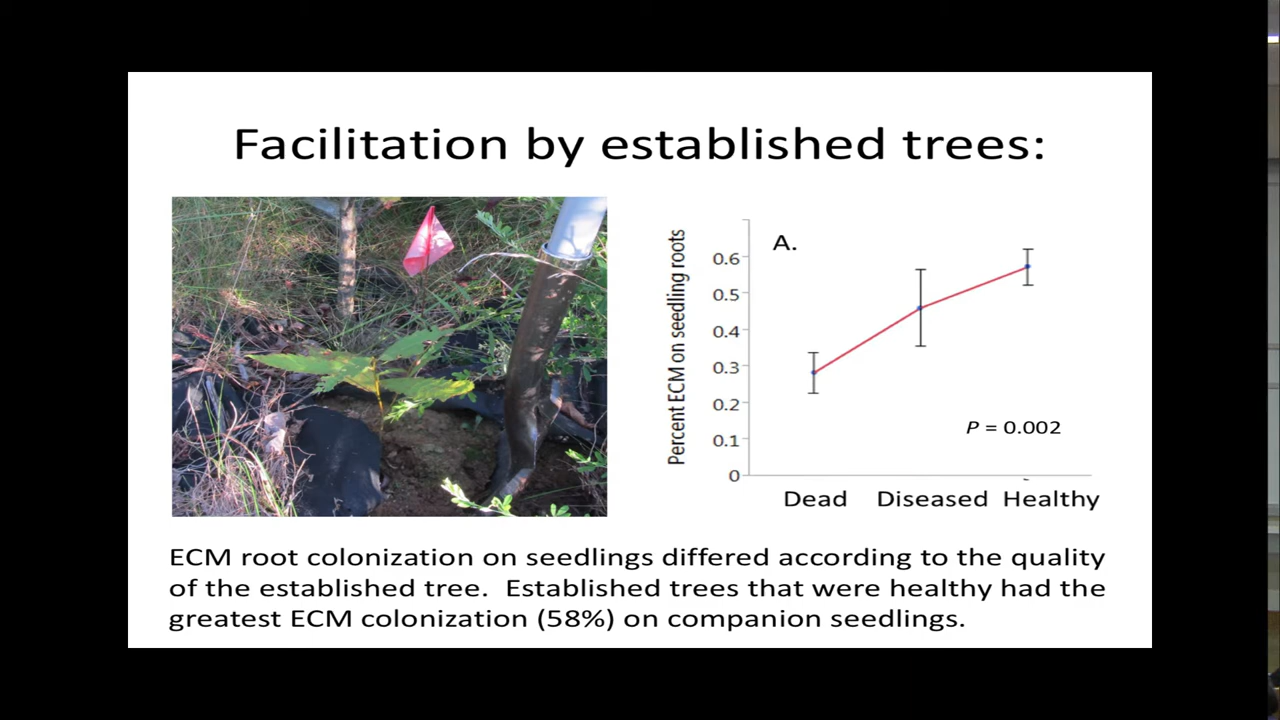 Facilitation by established trees:
Percent ECM on seedling roots
A.
0.6
0.5
0.4
0.3
0.2
0.1
0
P = 0.002
Dead Diseased Healthy
ECM root colonization on seedlings differed according to the quality
of the established tree.  Established trees that were healthy had the
greatest ECM colonization (58%) on companion seedlings.